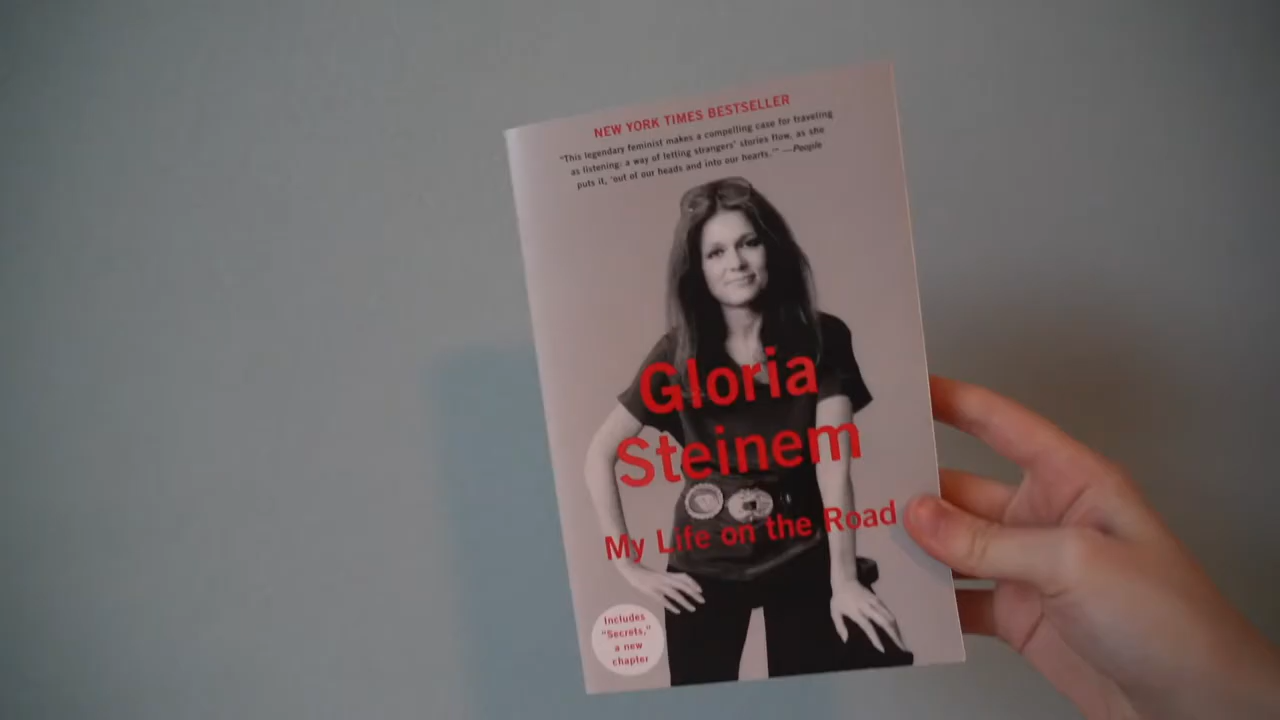 NEW YORK TIMES BESTSELLER
"This legendary feminist makes a compelling case for traveling
as listening: a way of letting strangers' stories flow, as she
puts it, 'out of our heads and into our hearts.'" —People
Gloria
Steinem
My Life on the Road
Includes
"Secrets,"
a new
chapter